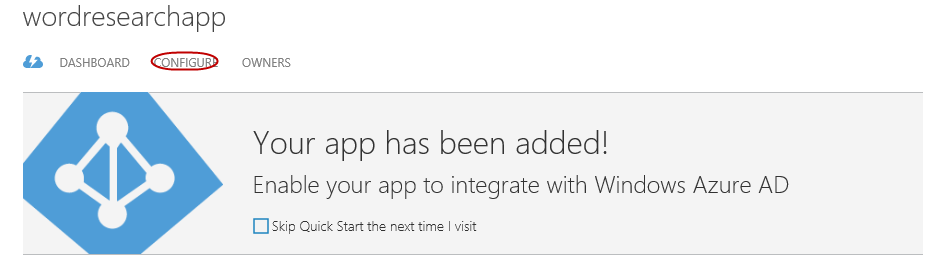 wordresearchapp
DASHBOARD CONFIGURE OWNERS
Your app has been added!
Enable your app to integrate with Windows Azure AD
Skip Quick Start the next time I visit